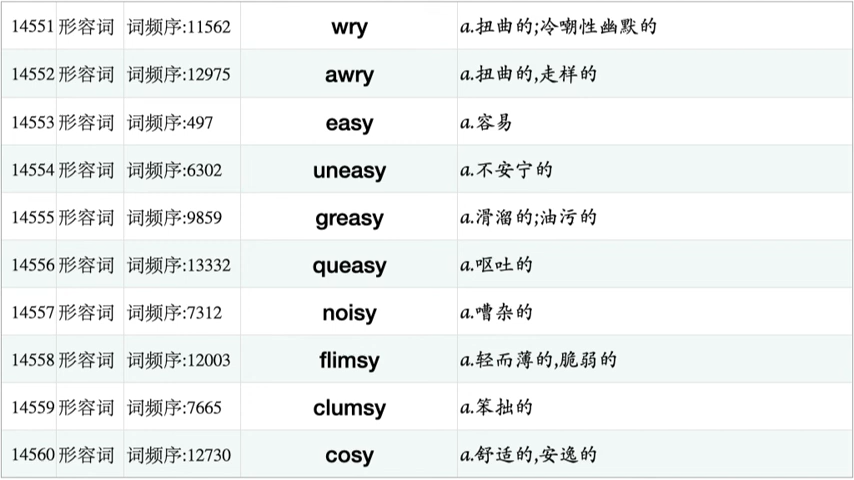 14551 形容词 词频序:11562 wry a.扭曲的;冷嘲性幽默的
14552 形容词 词频序:12975 awry a.扭曲的,走样的
14553 形容词 词频序:497 easy a.容易
14554 形容词 词频序:6302 uneasy a.不安宁的
14555 形容词 词频序:9859 greasy a.滑溜的;油污的
14556 形容词 词频序:13332 queasy a.呕吐的
14557 形容词 词频序:7312 noisy a.嘈杂的
14558 形容词 词频序:12003 flimsy a.轻而薄的,脆弱的
14559 形容词 词频序:7665 clumsy a.笨拙的
14560 形容词 词频序:12730 cosy a.舒适的,安逸的